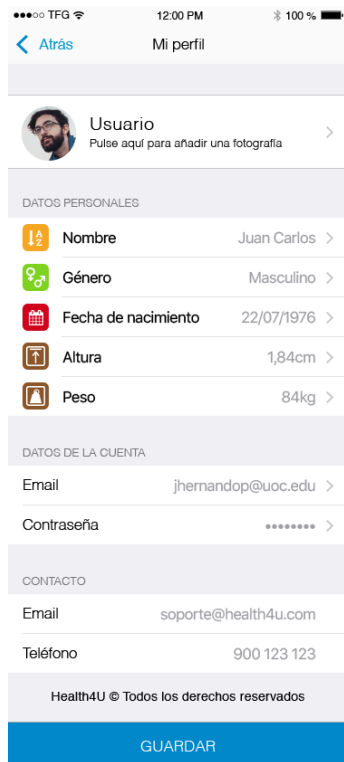 TFG 12:00 PM 100 %
Atrás Mi perfil
Usuario
Pulse aquí para añadir una fotografía
DATOS PERSONALES
Nombre Juan Carlos
Género Masculino
Fecha de nacimiento 22/07/1976
Altura 1,84cm
Peso 84kg
DATOS DE LA CUENTA
Email jhernandop@uoc.edu
Contraseña ••••••••
CONTACTO
Email soporte@health4u.com
Teléfono 900 123 123
Health4U © Todos los derechos reservados
GUARDAR